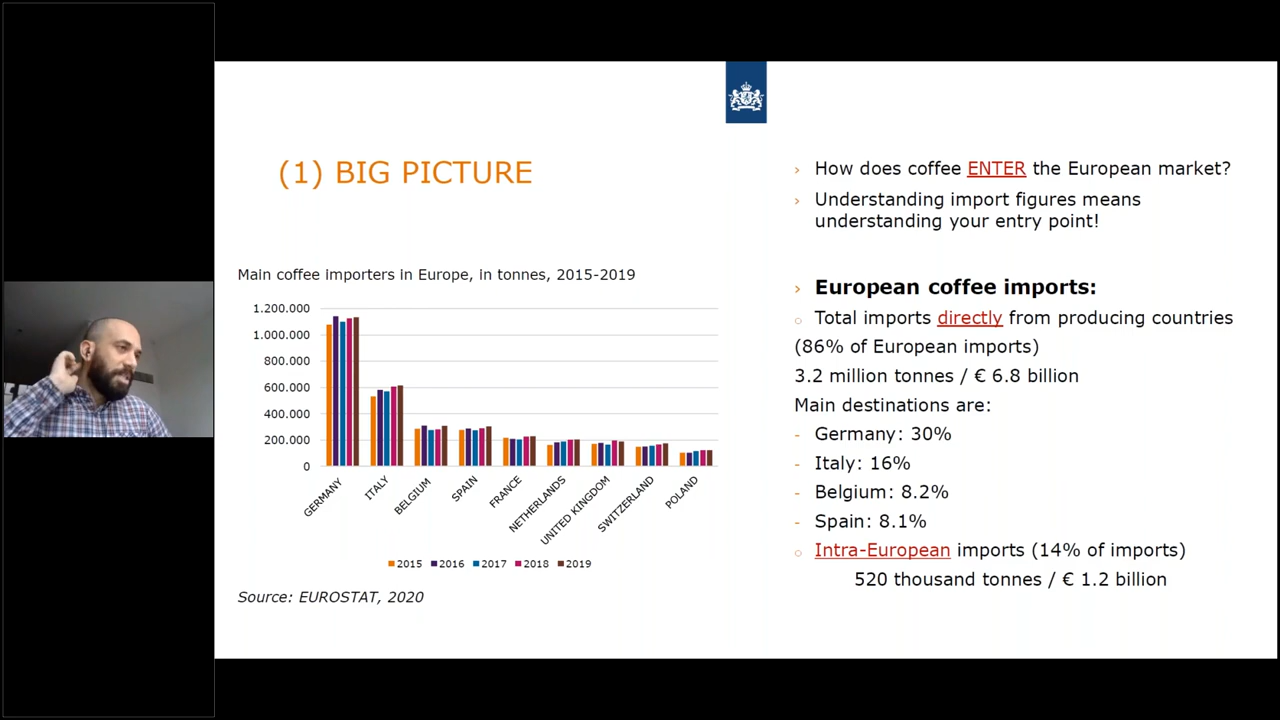 (1) BIG PICTURE
Main coffee importers in Europe, in tonnes, 2015-2019
1.200.000
1.000.000
800.000
600.000
400.000
200.000
0
GERMANY
ITALY
BELGIUM
SPAIN
FRANCE
NETHERLANDS
UNITED KINGDOM
SWITZERLAND
POLAND
2015 2016 2017 2018 2019
Source: EUROSTAT, 2020
› How does coffee ENTER the European market?
› Understanding import figures means
understanding your entry point!
› European coffee imports:
○ Total imports directly from producing countries
(86% of European imports)
3.2 million tonnes / € 6.8 billion
Main destinations are:
- Germany: 30%
- Italy: 16%
- Belgium: 8.2%
- Spain: 8.1%
○ Intra-European imports (14% of imports)
520 thousand tonnes / € 1.2 billion